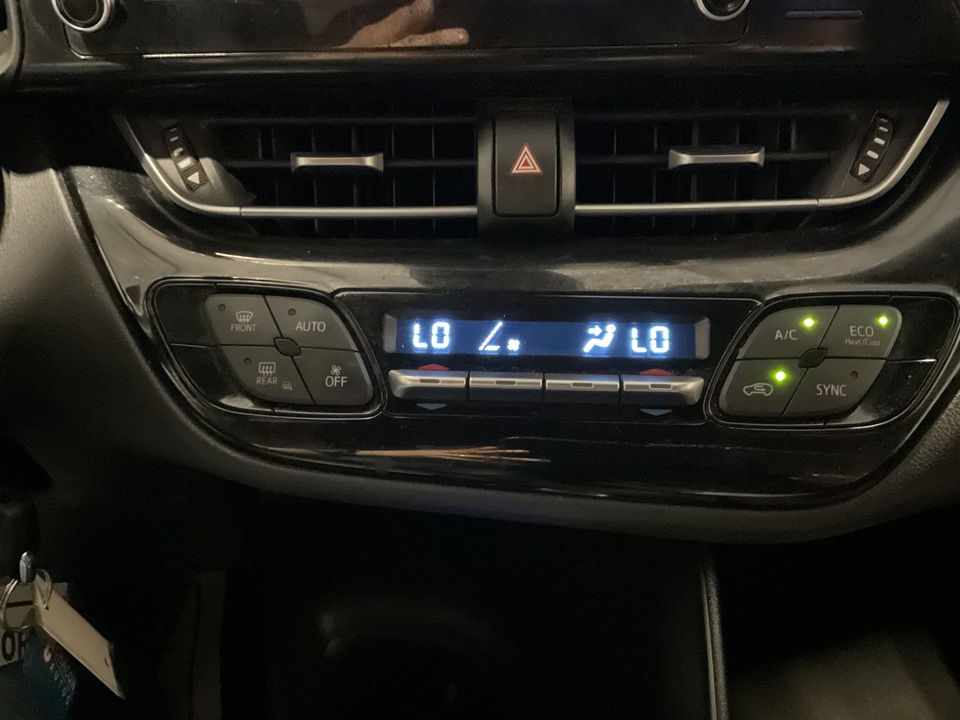 FRONT
AUTO
REAR
OFF
LO
LO
A/C
ECO
Heat/Cool
SYNC